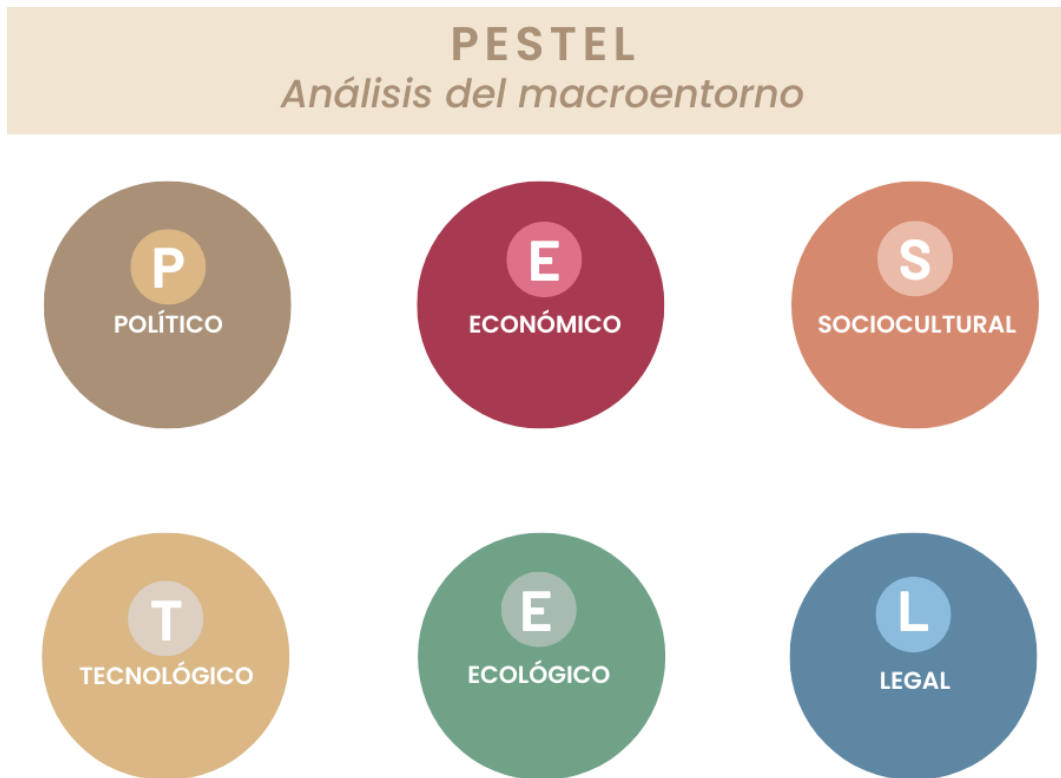 PESTEL
Análisis del macroentorno
P
POLÍTICO
E
ECONÓMICO
S
SOCIOCULTURAL
T
TECNOLÓGICO
E
ECOLÓGICO
L
LEGAL